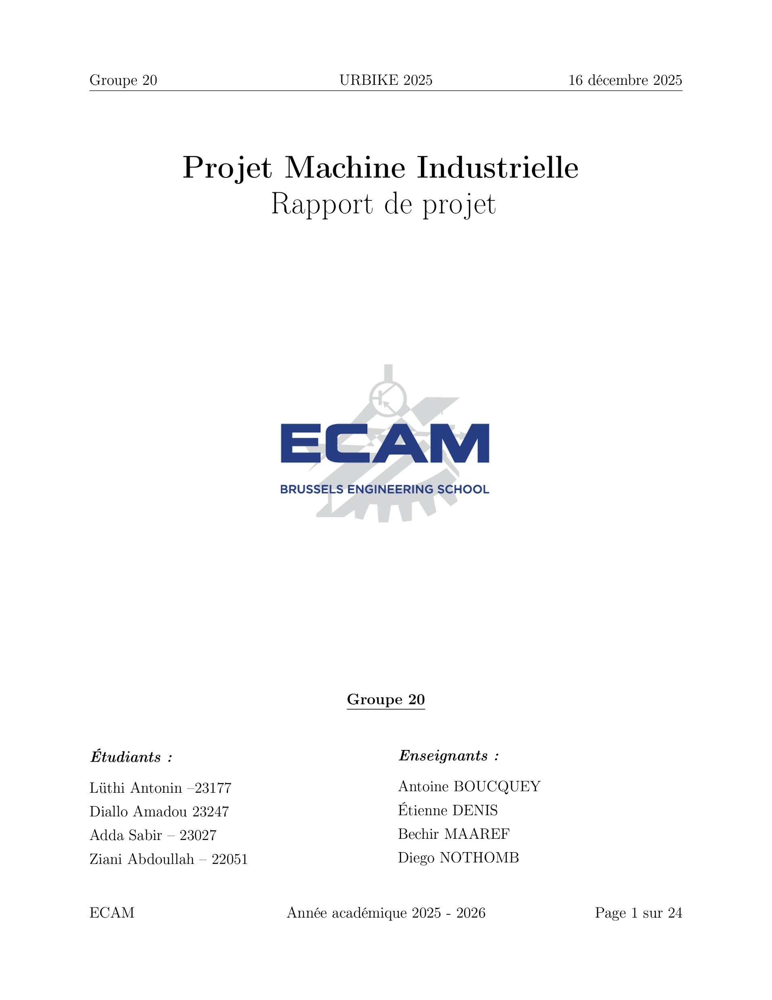 Groupe 20 URBIKE 2025 16 décembre 2025
Projet Machine Industrielle
Rapport de projet
ECAM
BRUSSELS ENGINEERING SCHOOL
Groupe 20
Étudiants :
Lüthi Antonin –23177
Diallo Amadou 23247
Adda Sabir – 23027
Ziani Abdoullah – 22051
Enseignants :
Antoine BOUCQUEY
Étienne DENIS
Bechir MAAREF
Diego NOTHOMB
ECAM Année académique 2025 - 2026 Page 1 sur 24